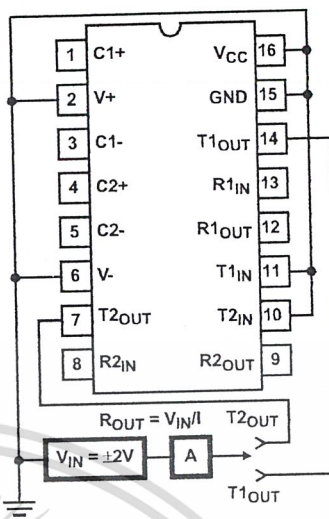 1 C1+ VCC 16
2 V+ GND 15
3 C1- T1OUT 14
4 C2+ R1IN 13
5 C2- R1OUT 12
6 V- T1IN 11
7 T2OUT T2IN 10
8 R2IN R2OUT 9
ROUT = VIN/I T2OUT
VIN = ±2V A
T1OUT